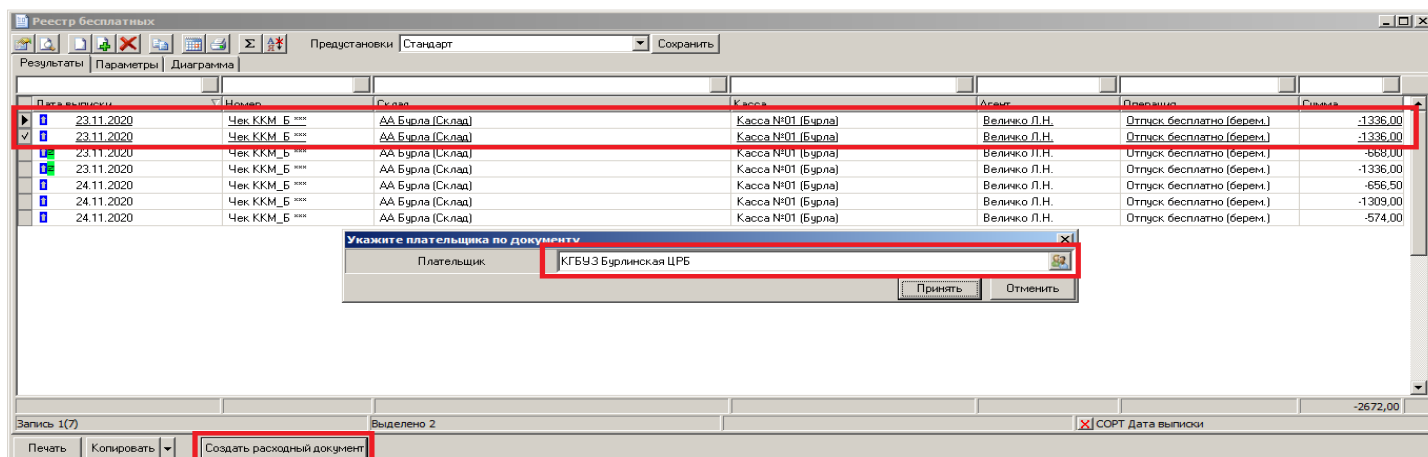 Реестр бесплатных
Предустановки Стандарт Сохранить
Результаты Параметры Диаграмма
Дата выписки Номер Склад Касса Агент Операция Сумма
23.11.2020 Чек ККМ_Б *** АА Бурла (Склад) Касса №01 (Бурла) Величко Л.Н. Отпуск бесплатно (берем.) -1336,00
23.11.2020 Чек ККМ_Б *** АА Бурла (Склад) Касса №01 (Бурла) Величко Л.Н. Отпуск бесплатно (берем.) -1336,00
23.11.2020 Чек ККМ_Б *** АА Бурла (Склад) Касса №01 (Бурла) Величко Л.Н. Отпуск бесплатно (берем.) -668,00
23.11.2020 Чек ККМ_Б *** АА Бурла (Склад) Касса №01 (Бурла) Величко Л.Н. Отпуск бесплатно (берем.) -1336,00
24.11.2020 Чек ККМ_Б *** АА Бурла (Склад) Касса №01 (Бурла) Величко Л.Н. Отпуск бесплатно (берем.) -656,50
24.11.2020 Чек ККМ_Б *** АА Бурла (Склад) Касса №01 (Бурла) Величко Л.Н. Отпуск бесплатно (берем.) -1309,00
24.11.2020 Чек ККМ_Б *** АА Бурла (Склад) Касса №01 (Бурла) Величко Л.Н. Отпуск бесплатно (берем.) -574,00
Укажите плательщика по документу
Плательщик КГБУЗ Бурлинская ЦРБ
Принять Отменить
-2672,00
Запись 1(7) Выделено 2 СОРТ Дата выписки
Печать Копировать Создать расходный документ